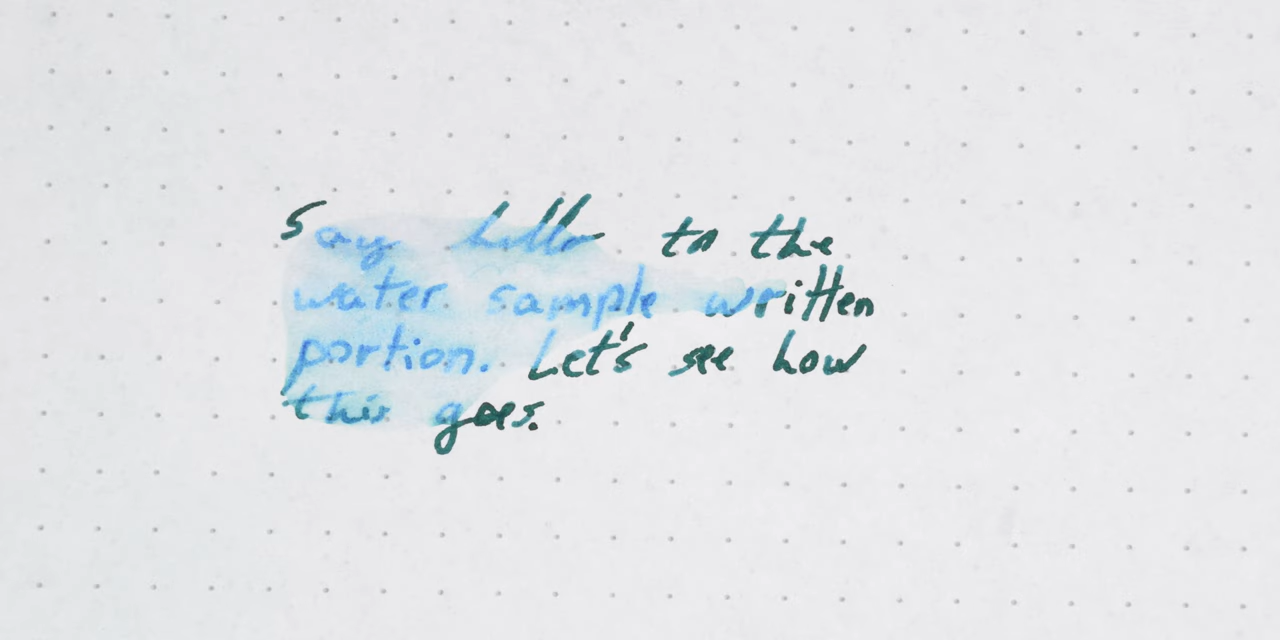 Say hello to the
water sample written
portion. Let's see how
this goes.